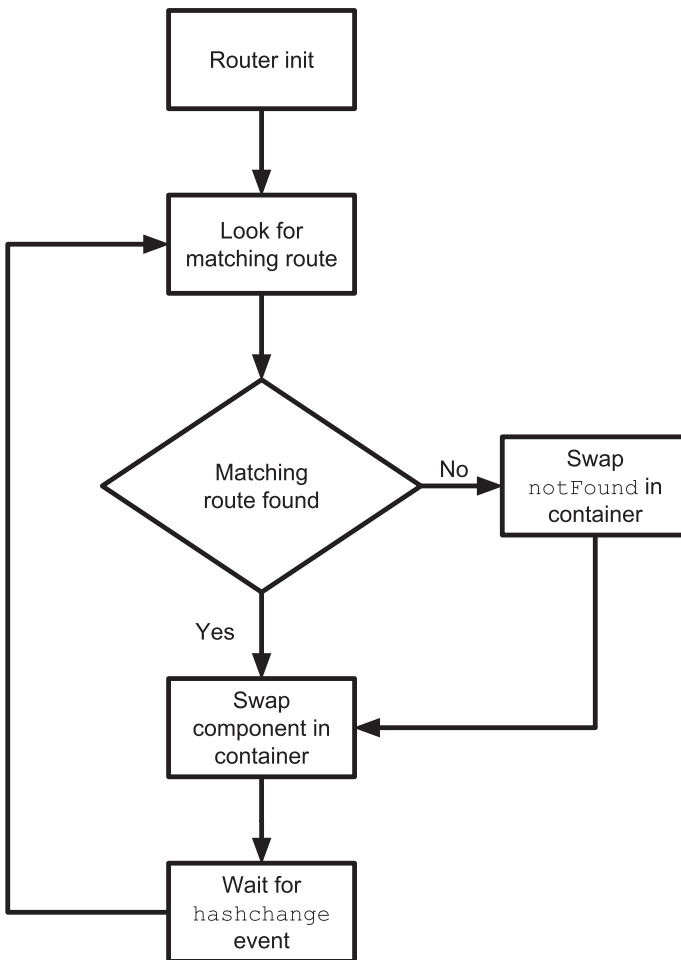 Router init
Look for
matching route
Matching
route found
No
Swap
notFound in
container
Yes
Swap
component in
container
Wait for
hashchange
event